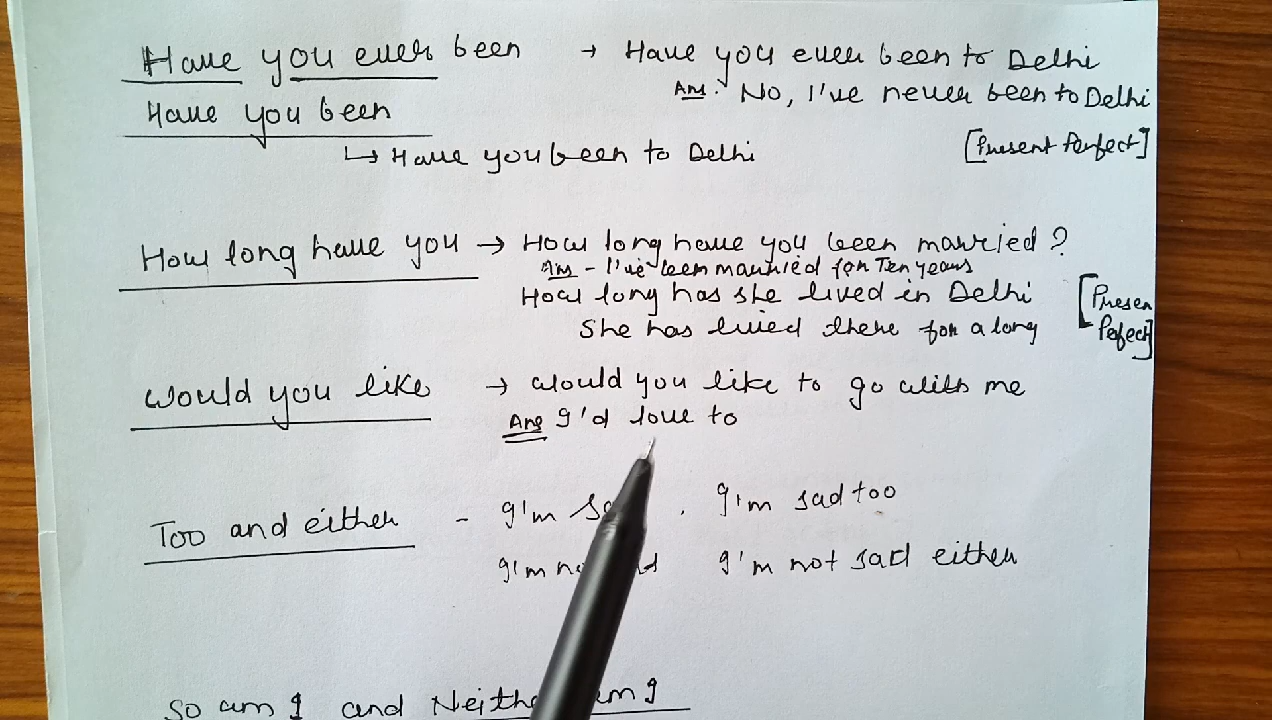 Have you ever been → Have you ever been to Delhi
Ans. No, I've never been to Delhi
Have you been
↳ Have you been to Delhi
[Present Perfect]
How long have you → How long have you been married?
Ans - I've been married for Ten years
How long has she lived in Delhi
She has lived there for a long
[Presen
Pefect]
Would you like → Would you like to go with me
Ans I'd love to
Too and either - I'm . I'm sad too
I'm I'm not sad either
So am I and am I